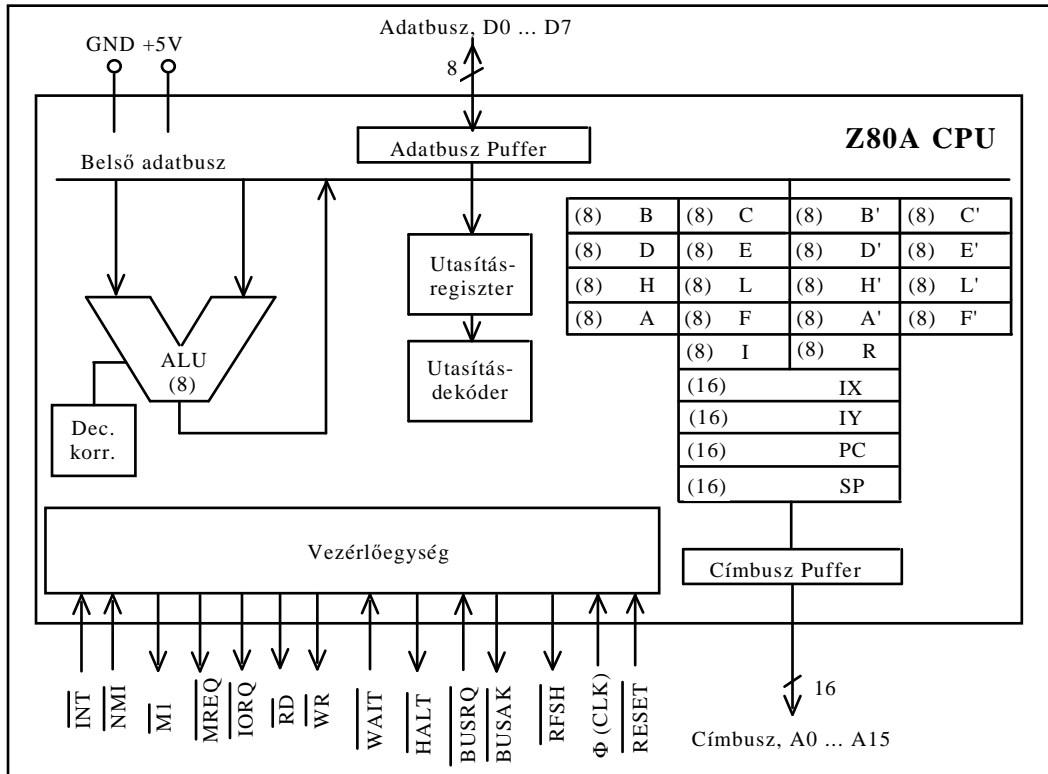 Adatbusz, D0 ... D7
GND +5V
8
Z80A CPU
Adatbusz Puffer
Belső adatbusz
(8) B (8) C (8) B' (8) C'
(8) D (8) E (8) D' (8) E'
(8) H (8) L (8) H' (8) L'
(8) A (8) F (8) A' (8) F'
(8) I (8) R
(16) IX
(16) IY
(16) PC
(16) SP
Utasítás-
regiszter
Utasítás-
dekóder
ALU
(8)
Dec.
korr.
Vezérlőegység
Címbusz Puffer
INT
NMI
M1
MREQ
IORQ
RD
WR
WAIT
HALT
BUSRQ
BUSAK
RFSH
Φ (CLK)
RESET
16
Címbusz, A0 ... A15